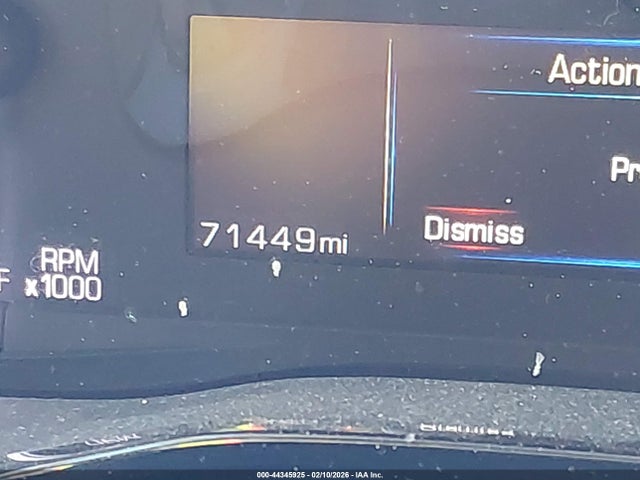 Action
Pr
Dismiss
71449mi
RPM
x1000
F
000-44345925 - 02/10/2026 - IAA Inc.